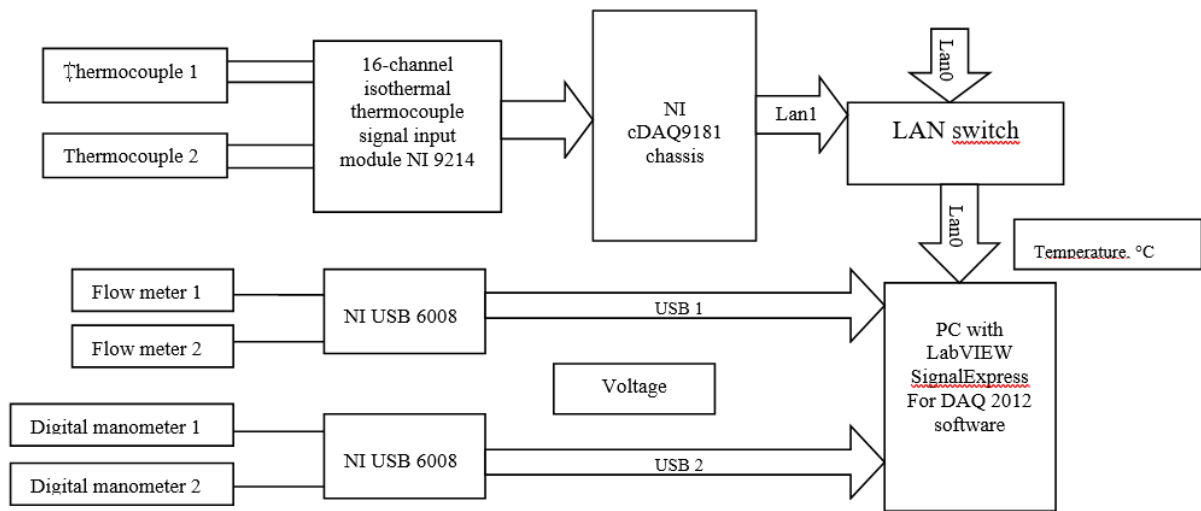 Thermocouple 1
Thermocouple 2
16-channel
isothermal
thermocouple
signal input
module NI 9214
NI
cDAQ9181
chassis
Lan1
Lan0
LAN switch
Lan0
Temperature, °C
Flow meter 1
Flow meter 2
NI USB 6008
USB 1
PC with
LabVIEW
SignalExpress
For DAQ 2012
software
Voltage
Digital manometer 1
Digital manometer 2
NI USB 6008
USB 2